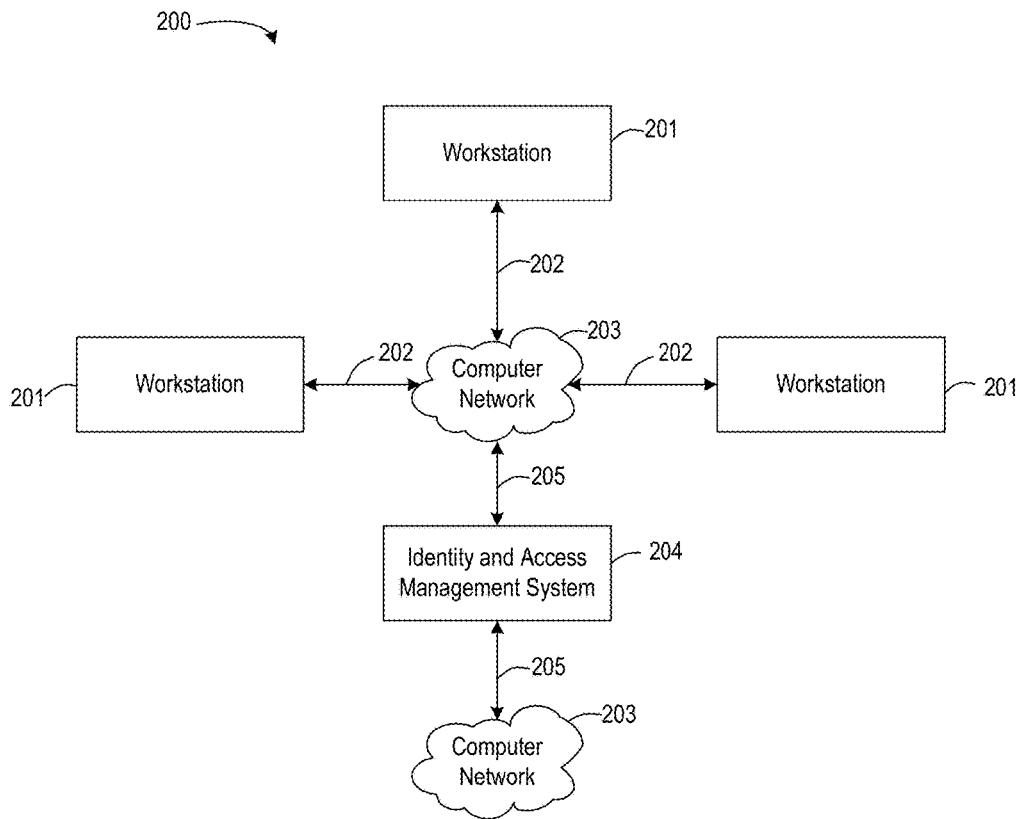 200
Workstation
201
202
203
Computer
Network
Workstation
201
202
202
Workstation
201
205
Identity and Access
Management System
204
205
203
Computer
Network